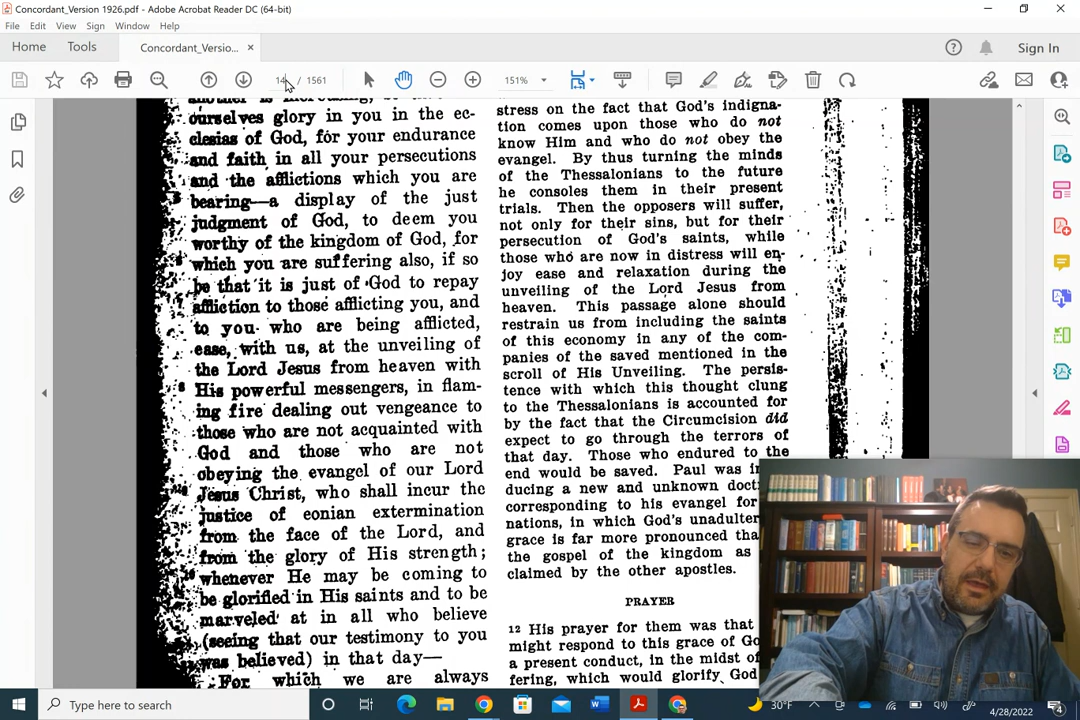 Concordant_Version 1926.pdf - Adobe Acrobat Reader DC (64-bit)
File Edit View Sign Window Help
Home Tools Concordant_Versio... × Sign In
14 / 1561 151%
ourselves glory in you in the ec-
clesias of God, for your endurance
and faith in all your persecutions
and the afflictions which you are
bearing—a display of the just
judgment of God, to deem you
worthy of the kingdom of God, for
which you are suffering also, if so
be that it is just of God to repay
affliction to those afflicting you, and
to you who are being afflicted,
ease, with us, at the unveiling of
the Lord Jesus from heaven with
8 His powerful messengers, in flam-
ing fire dealing out vengeance to
those who are not acquainted with
God and those who are not
obeying the evangel of our Lord
Jesus Christ, who shall incur the
justice of eonian extermination
from the face of the Lord, and
from the glory of His strength;
10 whenever He may be coming to
be glorified in His saints and to be
marveled at in all who believe
(seeing that our testimony to you
was believed) in that day—
For which we are always
stress on the fact that God's indigna-
tion comes upon those who do not
know Him and who do not obey the
evangel. By thus turning the minds
of the Thessalonians to the future
he consoles them in their present
trials. Then the opposers will suffer,
not only for their sins, but for their
persecution of God's saints, while
those who are now in distress will en-
joy ease and relaxation during the
unveiling of the Lord Jesus from
heaven. This passage alone should
restrain us from including the saints
of this economy in any of the com-
panies of the saved mentioned in the
scroll of His Unveiling. The persis-
tence with which this thought clung
to the Thessalonians is accounted for
by the fact that the Circumcision did
expect to go through the terrors of
that day. Those who endured to the
end would be saved. Paul was in
ducing a new and unknown doct
corresponding to his evangel for
nations, in which God's unadulter
grace is far more pronounced tha
the gospel of the kingdom as
claimed by the other apostles.
PRAYER
12 His prayer for them was that
might respond to this grace of Go
a present conduct, in the midst of
fering, which would glorify God
Type here to search
30°F
4/28/2022
4